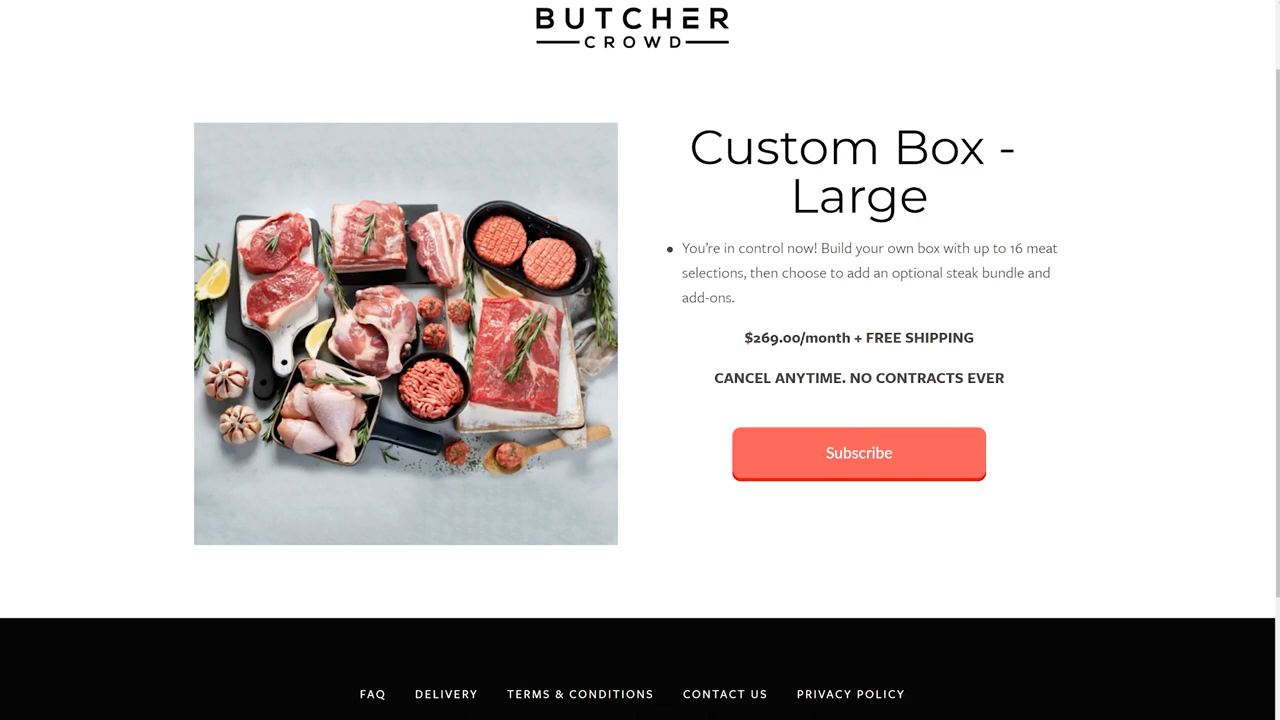 BUTCHER
CROWD
Custom Box -
Large
• You're in control now! Build your own box with up to 16 meat
selections, then choose to add an optional steak bundle and
add-ons.
$269.00/month + FREE SHIPPING
CANCEL ANYTIME. NO CONTRACTS EVER
Subscribe
FAQ DELIVERY TERMS & CONDITIONS CONTACT US PRIVACY POLICY